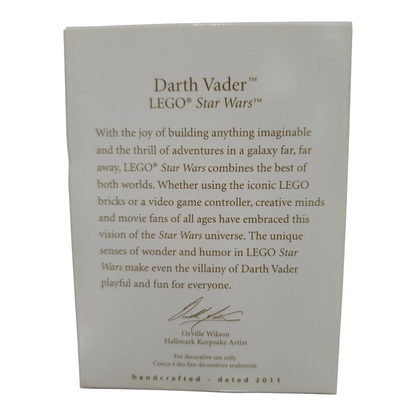 Darth Vader™
LEGO® Star Wars™
With the joy of building anything imaginable
and the thrill of adventures in a galaxy far, far
away, LEGO® Star Wars combines the best of
both worlds. Whether using the iconic LEGO
bricks or a video game controller, creative minds
and movie fans of all ages have embraced this
vision of the Star Wars universe. The unique
senses of wonder and humor in LEGO Star
Wars make even the villainy of Darth Vader
playful and fun for everyone.
Orville Wilson
Hallmark Keepsake Artist
For decorative use only
Conçu à des fins décoratives seulement.
handcrafted – dated 2011